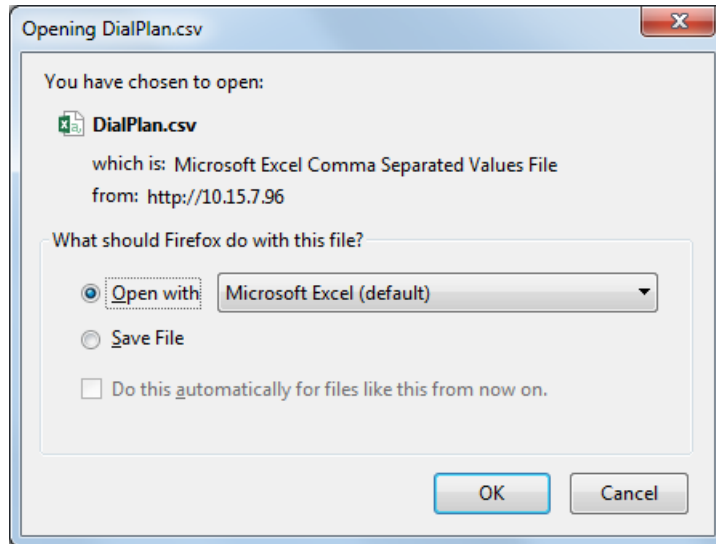 Opening DialPlan.csv
You have chosen to open:
DialPlan.csv
which is: Microsoft Excel Comma Separated Values File
from: http://10.15.7.96
What should Firefox do with this file?
Open with Microsoft Excel (default)
Save File
Do this automatically for files like this from now on.
OK Cancel